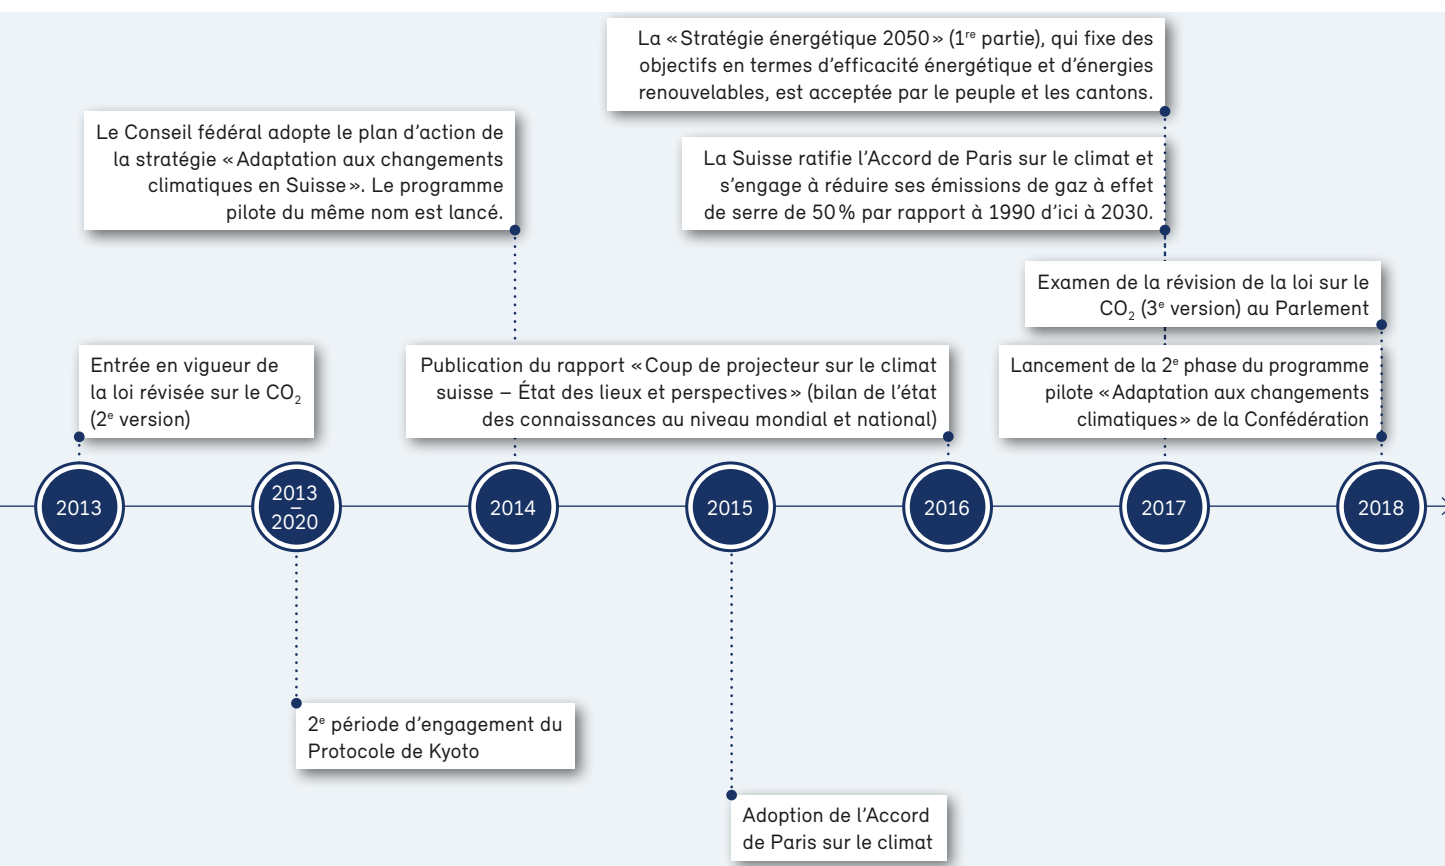 La «Stratégie énergétique 2050» (1re partie), qui fixe des
objectifs en termes d'efficacité énergétique et d'énergies
renouvelables, est acceptée par le peuple et les cantons.
Le Conseil fédéral adopte le plan d'action de
la stratégie «Adaptation aux changements
climatiques en Suisse». Le programme
pilote du même nom est lancé.
La Suisse ratifie l'Accord de Paris sur le climat et
s'engage à réduire ses émissions de gaz à effet
de serre de 50% par rapport à 1990 d'ici à 2030.
Examen de la révision de la loi sur le
CO₂ (3e version) au Parlement
Entrée en vigueur de
la loi révisée sur le CO₂
(2e version)
Publication du rapport «Coup de projecteur sur le climat
suisse – État des lieux et perspectives» (bilan de l'état
des connaissances au niveau mondial et national)
Lancement de la 2e phase du programme
pilote «Adaptation aux changements
climatiques» de la Confédération
2013
2013
–
2020
2014
2015
2016
2017
2018
2e période d'engagement du
Protocole de Kyoto
Adoption de l'Accord
de Paris sur le climat